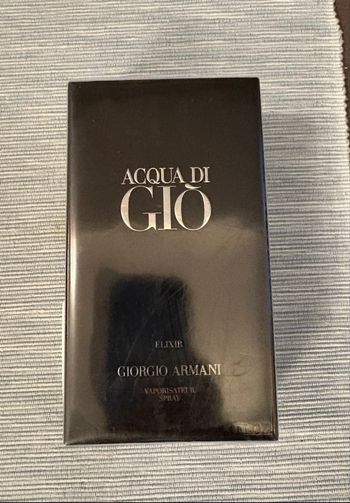 ACQUA DI
GIÒ
ELIXIR
GIORGIO ARMANI
VAPORISATEUR
SPRAY